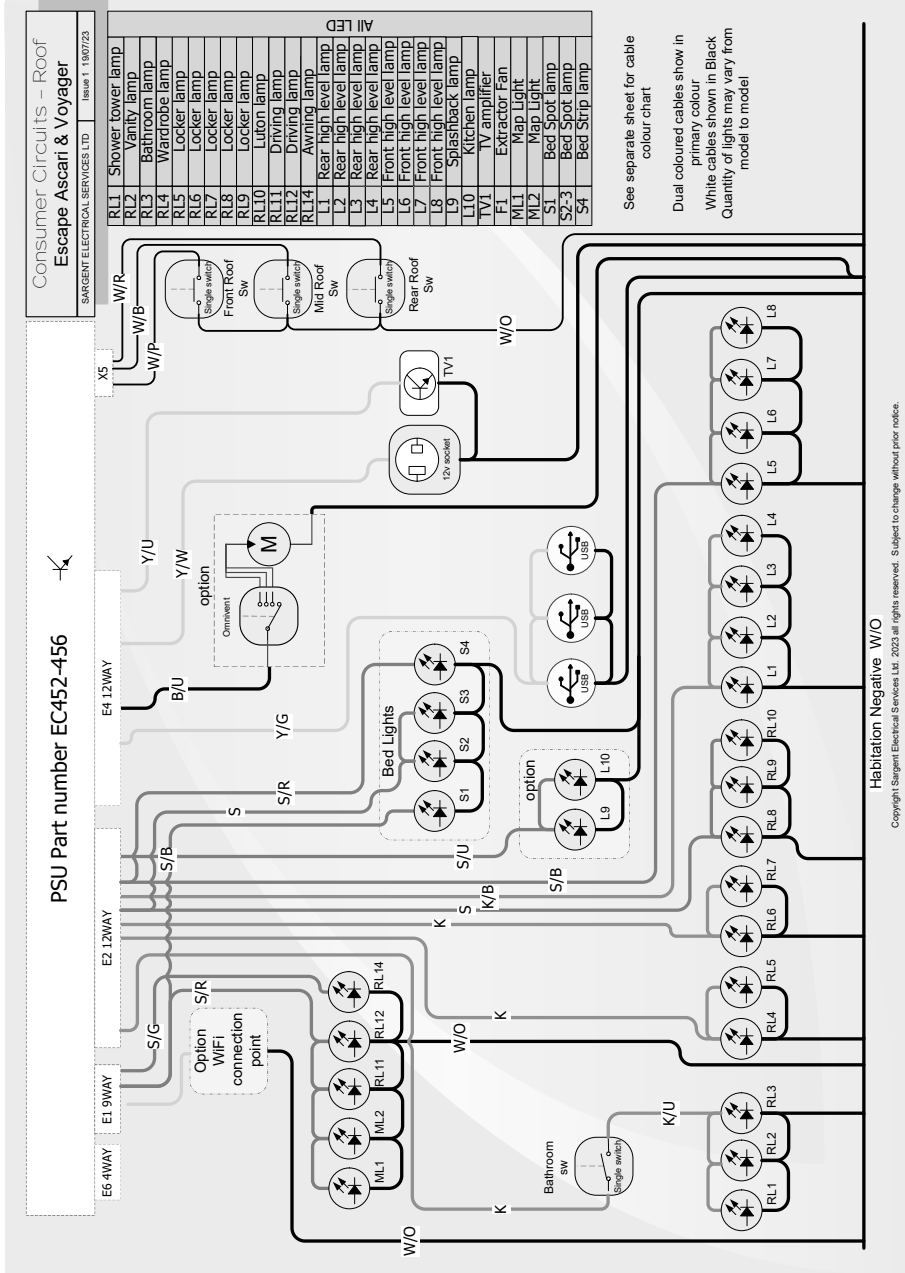 Consumer Circuits - Roof
Escape Ascari & Voyager
SARGENT ELECTRICAL SERVICES LTD
Issue 1 19/07/23
RL1 Shower tower lamp
RL2 Vanity lamp
RL3 Bathroom lamp
RL4 Wardrobe lamp
RL5 Locker lamp
RL6 Locker lamp
RL7 Locker lamp
RL8 Locker lamp
RL9 Locker lamp
RL10 Luton lamp
RL11 Driving lamp
RL12 Driving lamp
RL14 Awning lamp
L1 Rear high level lamp
L2 Rear high level lamp
L3 Rear high level lamp
L4 Rear high level lamp
L5 Front high level lamp
L6 Front high level lamp
L7 Front high level lamp
L8 Front high level lamp
L9 Splashback lamp
L10 Kitchen lamp
TV1 TV amplifier
F1 Extractor Fan
ML1 Map Light
ML2 Map Light
S1 Bed Spot lamp
S2-3 Bed Spot lamp
S4 Bed Strip lamp
All LED
See separate sheet for cable
colour chart
Dual coloured cables show in
primary colour
White cables shown in Black
Quantity of lights may vary from
model to model
PSU Part number EC452-456
E6 4WAY
E1 9WAY
E2 12WAY
E4 12WAY
X5
W/R
W/B
W/P
Single switch
Front Roof
Sw
Single switch
Mid Roof
Sw
Single switch
Rear Roof
Sw
W/O
Y/U
Y/W
TV1
12v socket
option
Omnivent
M
B/U
Y/G
USB
USB
USB
S/R
S
S/B
Bed Lights
S1
S2
S3
S4
S/U
option
L9
L10
S/B
K/B
S
K
S/G
S/R
Option
WiFi
connection
point
ML1
ML2
RL11
RL12
RL14
K
W/O
K
W/O
Bathroom
sw
Single switch
K/U
RL1
RL2
RL3
RL4
RL5
RL6
RL7
RL8
RL9
RL10
L1
L2
L3
L4
L5
L6
L7
L8
Habitation Negative W/O
Copyright Sargent Electrical Services Ltd. 2023 all rights reserved. Subject to change without prior notice.